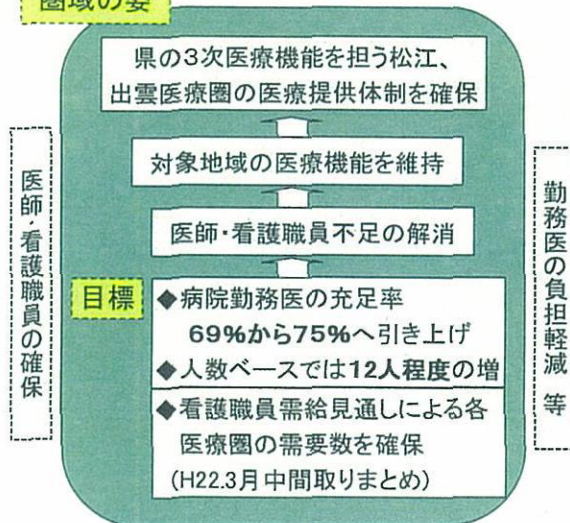 圏域の姿
県の3次医療機能を担う松江、
出雲医療圏の医療提供体制を確保
対象地域の医療機能を維持
医師・看護職員不足の解消
医師・看護職員の確保
目標
◆病院勤務医の充足率
69%から75%へ引き上げ
◆人数ベースでは12人程度の増
◆看護職員需給見通しによる各
医療圏の需要数を確保
(H22.3月中間取りまとめ)
勤務医の負担軽減 等